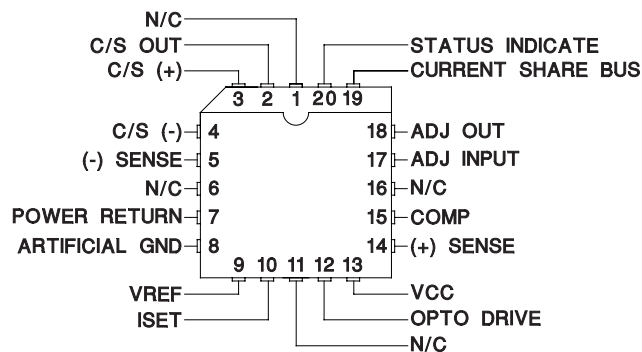 N/C
C/S OUT STATUS INDICATE
C/S (+) CURRENT SHARE BUS
3 2 1 20 19
C/S (-) 4 18 ADJ OUT
(-) SENSE 5 17 ADJ INPUT
N/C 6 16 N/C
POWER RETURN 7 15 COMP
ARTIFICIAL GND 8 14 (+) SENSE
9 10 11 12 13
VREF VCC
ISET OPTO DRIVE
N/C